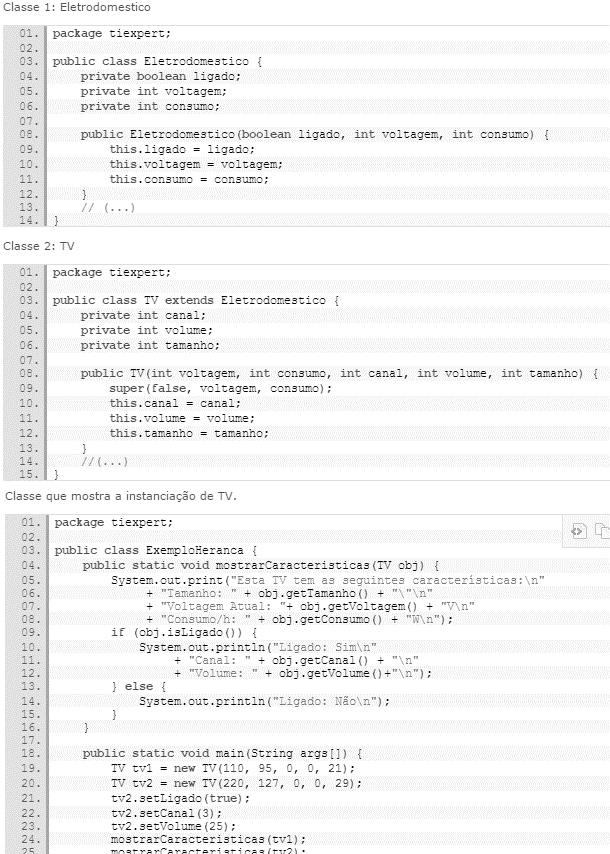 Classe 1: Eletrodomestico
01. package tiexpert;
02.
03. public class Eletrodomestico {
04.     private boolean ligado;
05.     private int voltagem;
06.     private int consumo;
07.
08.     public Eletrodomestico(boolean ligado, int voltagem, int consumo) {
09.         this.ligado = ligado;
10.         this.voltagem = voltagem;
11.         this.consumo = consumo;
12.     }
13.     // (...)
14. }
Classe 2: TV
01. package tiexpert;
02.
03. public class TV extends Eletrodomestico {
04.     private int canal;
05.     private int volume;
06.     private int tamanho;
07.
08.     public TV(int voltagem, int consumo, int canal, int volume, int tamanho) {
09.         super(false, voltagem, consumo);
10.         this.canal = canal;
11.         this.volume = volume;
12.         this.tamanho = tamanho;
13.     }
14.     //(...)
15. }
Classe que mostra a instanciação de TV.
01. package tiexpert;
02.
03. public class ExemploHeranca {
04.     public static void mostrarCaracteristicas(TV obj) {
05.         System.out.print("Esta TV tem as seguintes características:\n"
06.             + "Tamanho: " + obj.getTamanho() + "\"\n"
07.             + "Voltagem Atual: "+ obj.getVoltagem() + "V\n"
08.             + "Consumo/h: " + obj.getConsumo() + "W\n");
09.         if (obj.isLigado()) {
10.             System.out.println("Ligado: Sim\n"
11.                 + "Canal: " + obj.getCanal() + "\n"
12.                 + "Volume: " + obj.getVolume()+"\n");
13.         } else {
14.             System.out.println("Ligado: Não\n");
15.         }
16.     }
17.
18.     public static void main(String args[]) {
19.         TV tv1 = new TV(110, 95, 0, 0, 21);
20.         TV tv2 = new TV(220, 127, 0, 0, 29);
21.         tv2.setLigado(true);
22.         tv2.setCanal(3);
23.         tv2.setVolume(25);
24.         mostrarCaracteristicas(tv1);
25.         mostrarCaracteristicas(tv2);